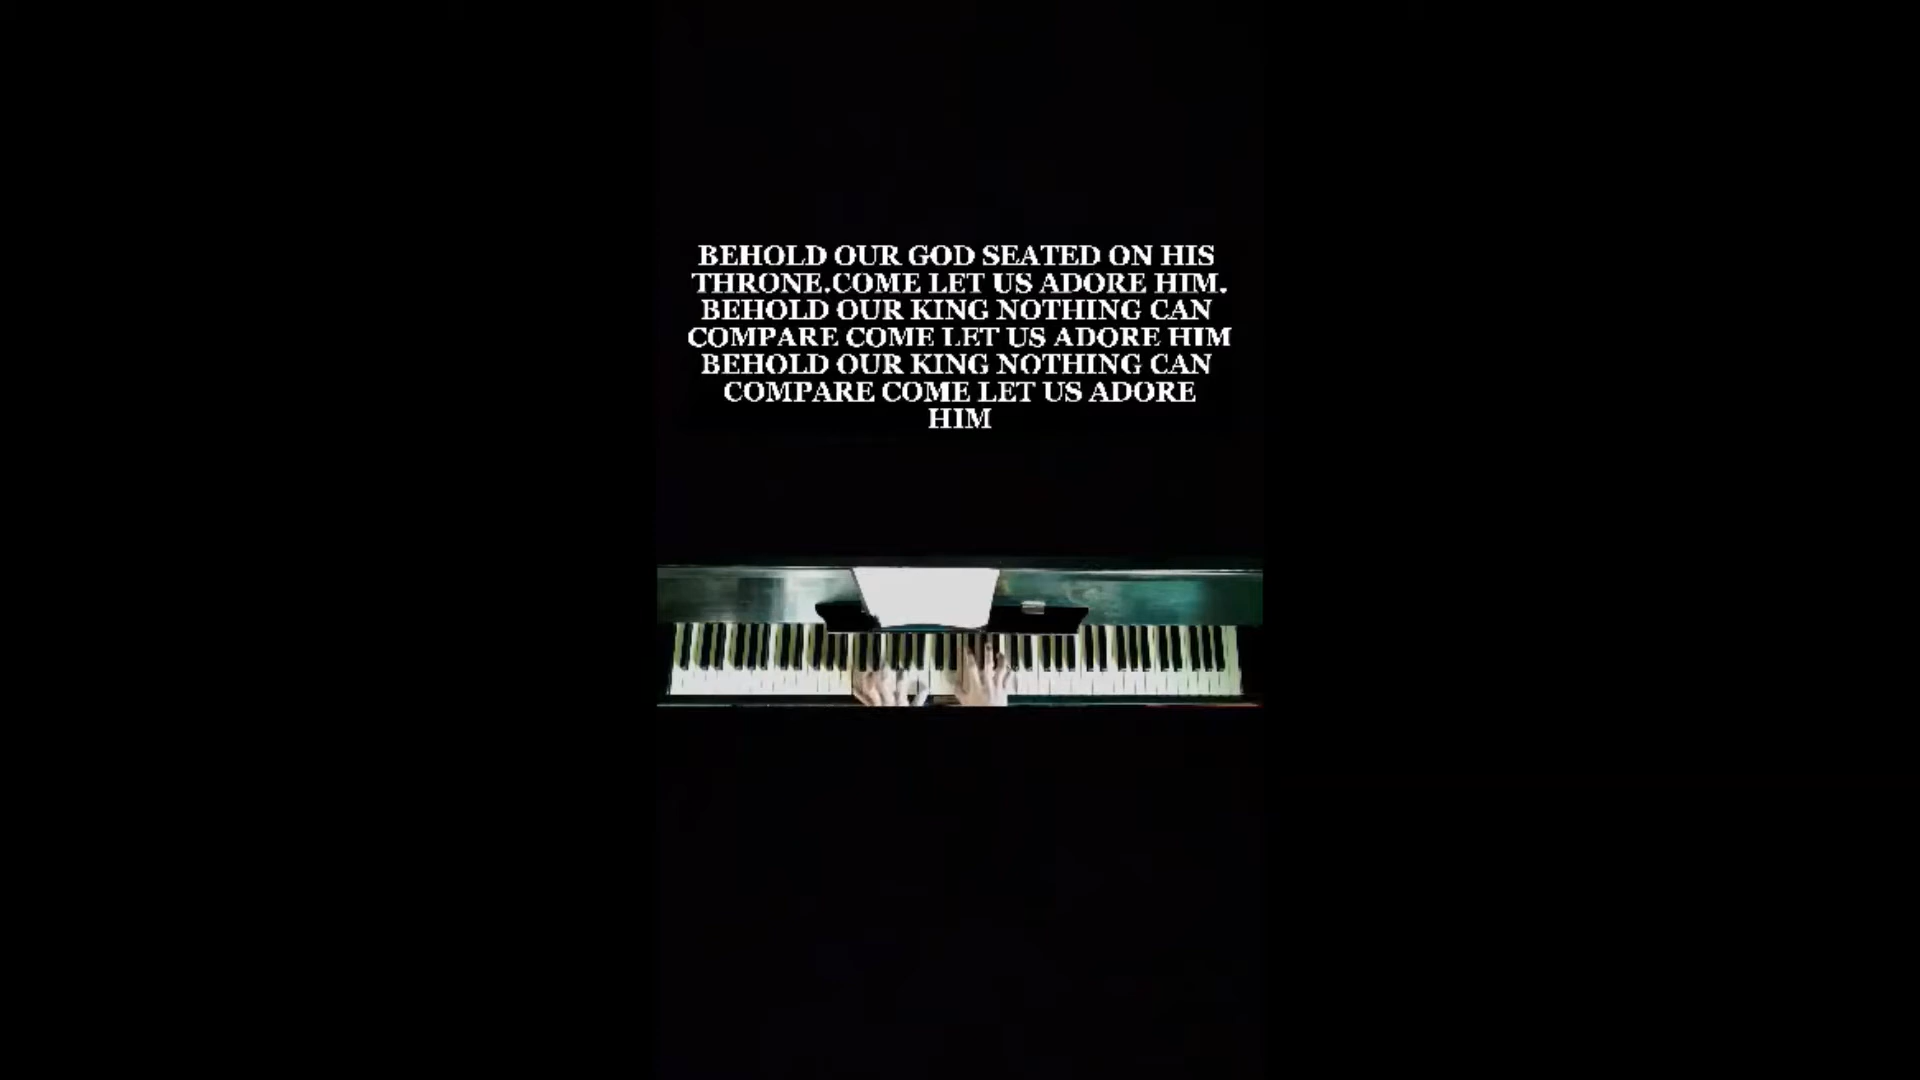 BEHOLD OUR GOD SEATED ON HIS
THRONE.COME LET US ADORE HIM.
BEHOLD OUR KING NOTHING CAN
COMPARE COME LET US ADORE HIM
BEHOLD OUR KING NOTHING CAN
COMPARE COME LET US ADORE
HIM